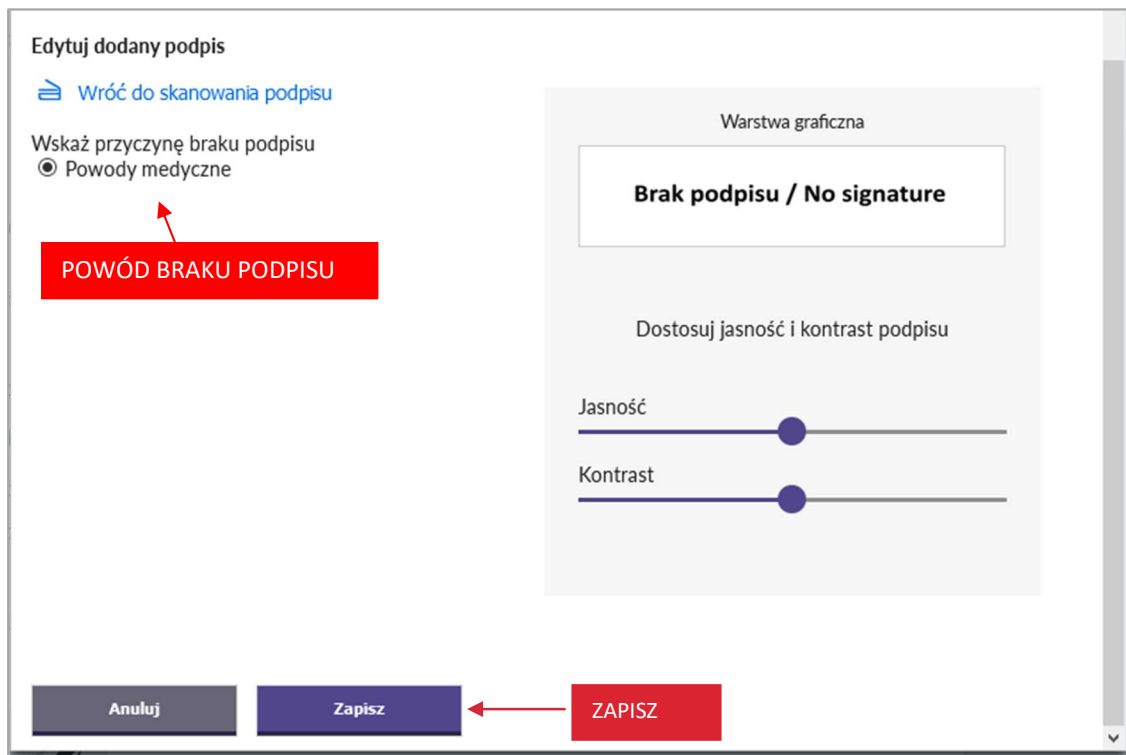 Edytuj dodany podpis
Wróć do skanowania podpisu
Wskaż przyczynę braku podpisu
Powody medyczne
POWÓD BRAKU PODPISU
Warstwa graficzna
Brak podpisu / No signature
Dostosuj jasność i kontrast podpisu
Jasność
Kontrast
Anuluj
Zapisz
ZAPISZ